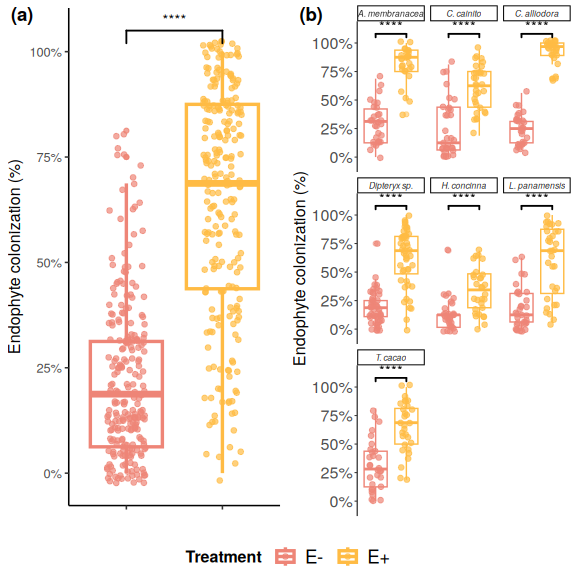 (a)
****
100%
75%
50%
25%
0%
Endophyte colonization (%)
(b)
A. membranacea
C. cainito
C. alliodora
****
****
****
100%
75%
50%
25%
0%
Dipteryx sp.
H. concinna
L. panamensis
****
****
****
100%
75%
50%
25%
0%
T. cacao
****
100%
75%
50%
25%
0%
Endophyte colonization (%)
Treatment E- E+